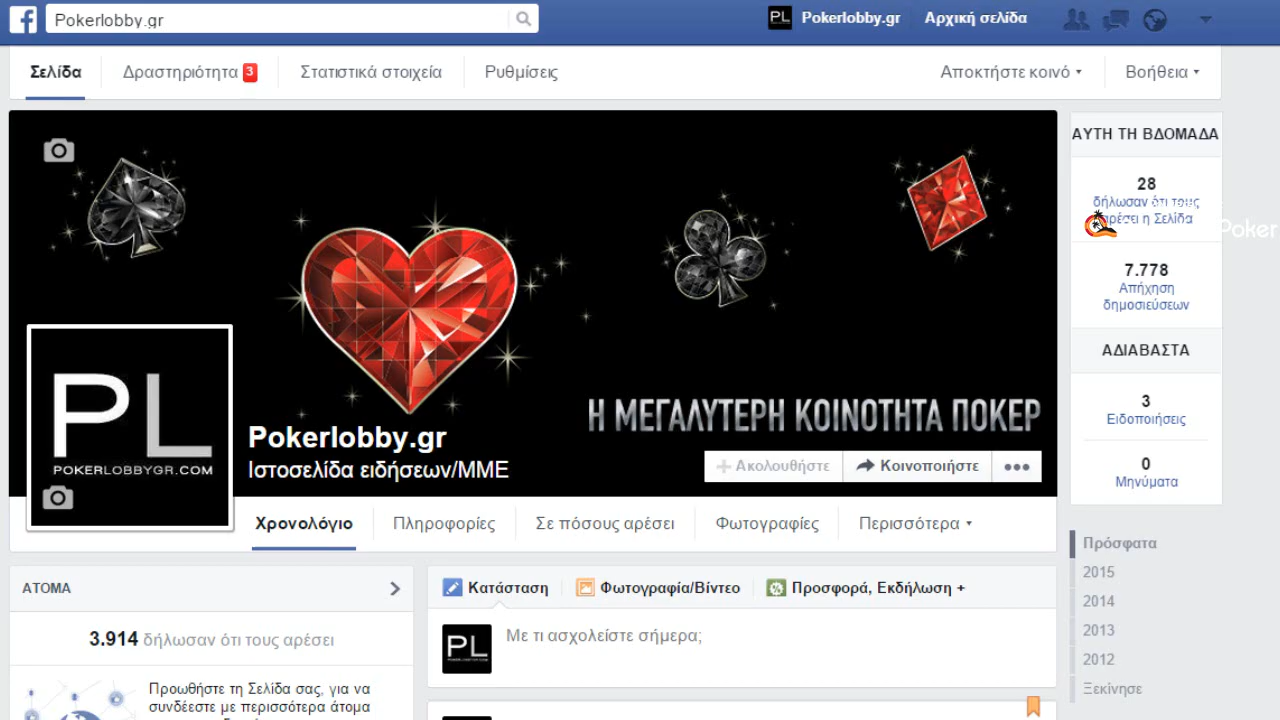 Pokerlobby.gr
PL Pokerlobby.gr Αρχική σελίδα
Σελίδα Δραστηριότητα 3 Στατιστικά στοιχεία Ρυθμίσεις Αποκτήστε κοινό Βοήθεια
ΑΥΤΗ ΤΗ ΒΔΟΜΑΔΑ
28
δήλωσαν ότι τους
αρέσει η Σελίδα
Poker
7.778
Απήχηση
δημοσιεύσεων
ΑΔΙΑΒΑΣΤΑ
3
Ειδοποιήσεις
0
Μηνύματα
Η ΜΕΓΑΛΥΤΕΡΗ ΚΟΙΝΟΤΗΤΑ ΠΟΚΕΡ
PL
POKERLOBBYGR.COM
Pokerlobby.gr
Ιστοσελίδα ειδήσεων/ΜΜΕ
+ Ακολουθήστε Κοινοποιήστε •••
Χρονολόγιο Πληροφορίες Σε πόσους αρέσει Φωτογραφίες Περισσότερα
Πρόσφατα
2015
2014
2013
2012
Ξεκίνησε
ΑΤΟΜΑ
3.914 δήλωσαν ότι τους αρέσει
Προωθήστε τη Σελίδα σας, για να
συνδέεστε με περισσότερα άτομα
Κατάσταση Φωτογραφία/Βίντεο Προσφορά, Εκδήλωση +
PL
Με τι ασχολείστε σήμερα;